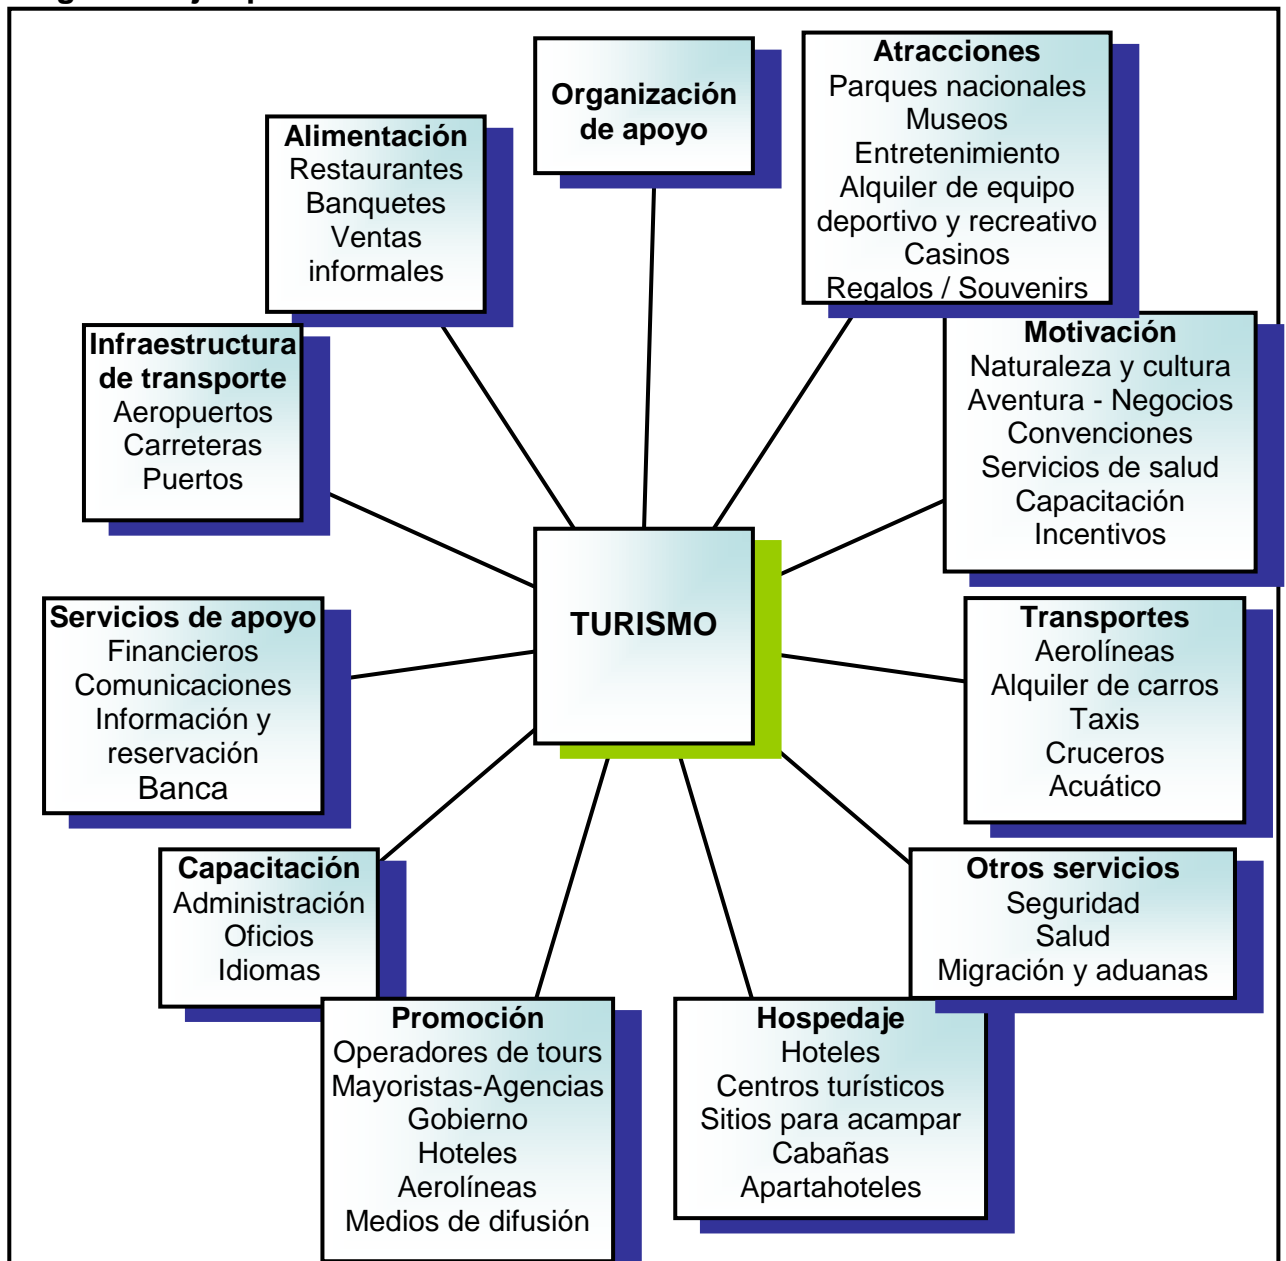 Organización
de apoyo
Atracciones
Parques nacionales
Museos
Entretenimiento
Alquiler de equipo
deportivo y recreativo
Casinos
Regalos / Souvenirs
Alimentación
Restaurantes
Banquetes
Ventas
informales
Infraestructura
de transporte
Aeropuertos
Carreteras
Puertos
Motivación
Naturaleza y cultura
Aventura - Negocios
Convenciones
Servicios de salud
Capacitación
Incentivos
TURISMO
Servicios de apoyo
Financieros
Comunicaciones
Información y
reservación
Banca
Transportes
Aerolíneas
Alquiler de carros
Taxis
Cruceros
Acuático
Capacitación
Administración
Oficios
Idiomas
Otros servicios
Seguridad
Salud
Migración y aduanas
Promoción
Operadores de tours
Mayoristas-Agencias
Gobierno
Hoteles
Aerolíneas
Medios de difusión
Hospedaje
Hoteles
Centros turísticos
Sitios para acampar
Cabañas
Apartahoteles